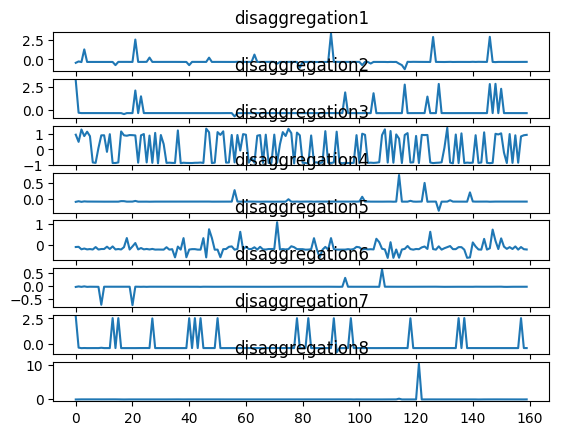 disaggregation1
2.5
0.0
disaggregation2
2.5
0.0
disaggregation3
1
0
−1
disaggregation4
0.5
0.0
disaggregation5
1
0
disaggregation6
0.5
0.0
−0.5
disaggregation7
2.5
0.0
disaggregation8
10
0
0 20 40 60 80 100 120 140 160